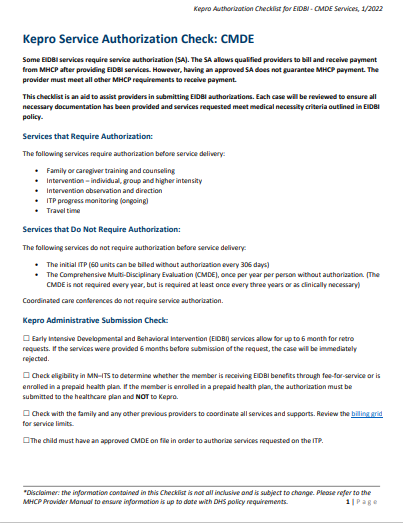 Kepro Authorization Checklist for EIDBI - CMDE Services, 1/2022
Kepro Service Authorization Check: CMDE
Some EIDBI services require service authorization (SA). The SA allows qualified providers to bill and receive payment
from MHCP after providing EIDBI services. However, having an approved SA does not guarantee MHCP payment. The
provider must meet all other MHCP requirements to receive payment.
This checklist is an aid to assist providers in submitting EIDBI authorizations. Each case will be reviewed to ensure all
necessary documentation has been provided and services requested meet medical necessity criteria outlined in EIDBI
policy.
Services that Require Authorization:
The following services require authorization before service delivery:
• Family or caregiver training and counseling
• Intervention – individual, group and higher intensity
• Intervention observation and direction
• ITP progress monitoring (ongoing)
• Travel time
Services that Do Not Require Authorization:
The following services do not require authorization before service delivery:
• The initial ITP (60 units can be billed without authorization every 306 days)
• The Comprehensive Multi-Disciplinary Evaluation (CMDE), once per year per person without authorization. (The
CMDE is not required every year, but is required at least once every three years or as clinically necessary)
Coordinated care conferences do not require service authorization.
Kepro Administrative Submission Check:
☐ Early Intensive Developmental and Behavioral Intervention (EIDBI) services allow for up to 6 month for retro
requests. If the services were provided 6 months before submission of the request, the case will be immediately
rejected.
☐ Check eligibility in MN–ITS to determine whether the member is receiving EIDBI benefits through fee-for-service or is
enrolled in a prepaid health plan. If the member is enrolled in a prepaid health plan, the authorization must be
submitted to the healthcare plan and NOT to Kepro.
☐ Check with the family and any other previous providers to coordinate all services and supports. Review the billing grid
for service limits.
☐The child must have an approved CMDE on file in order to authorize services requested on the ITP.
*Disclaimer: the information contained in this Checklist is not all inclusive and is subject to change. Please refer to the
MHCP Provider Manual to ensure information is up to date with DHS policy requirements. 1 | Page